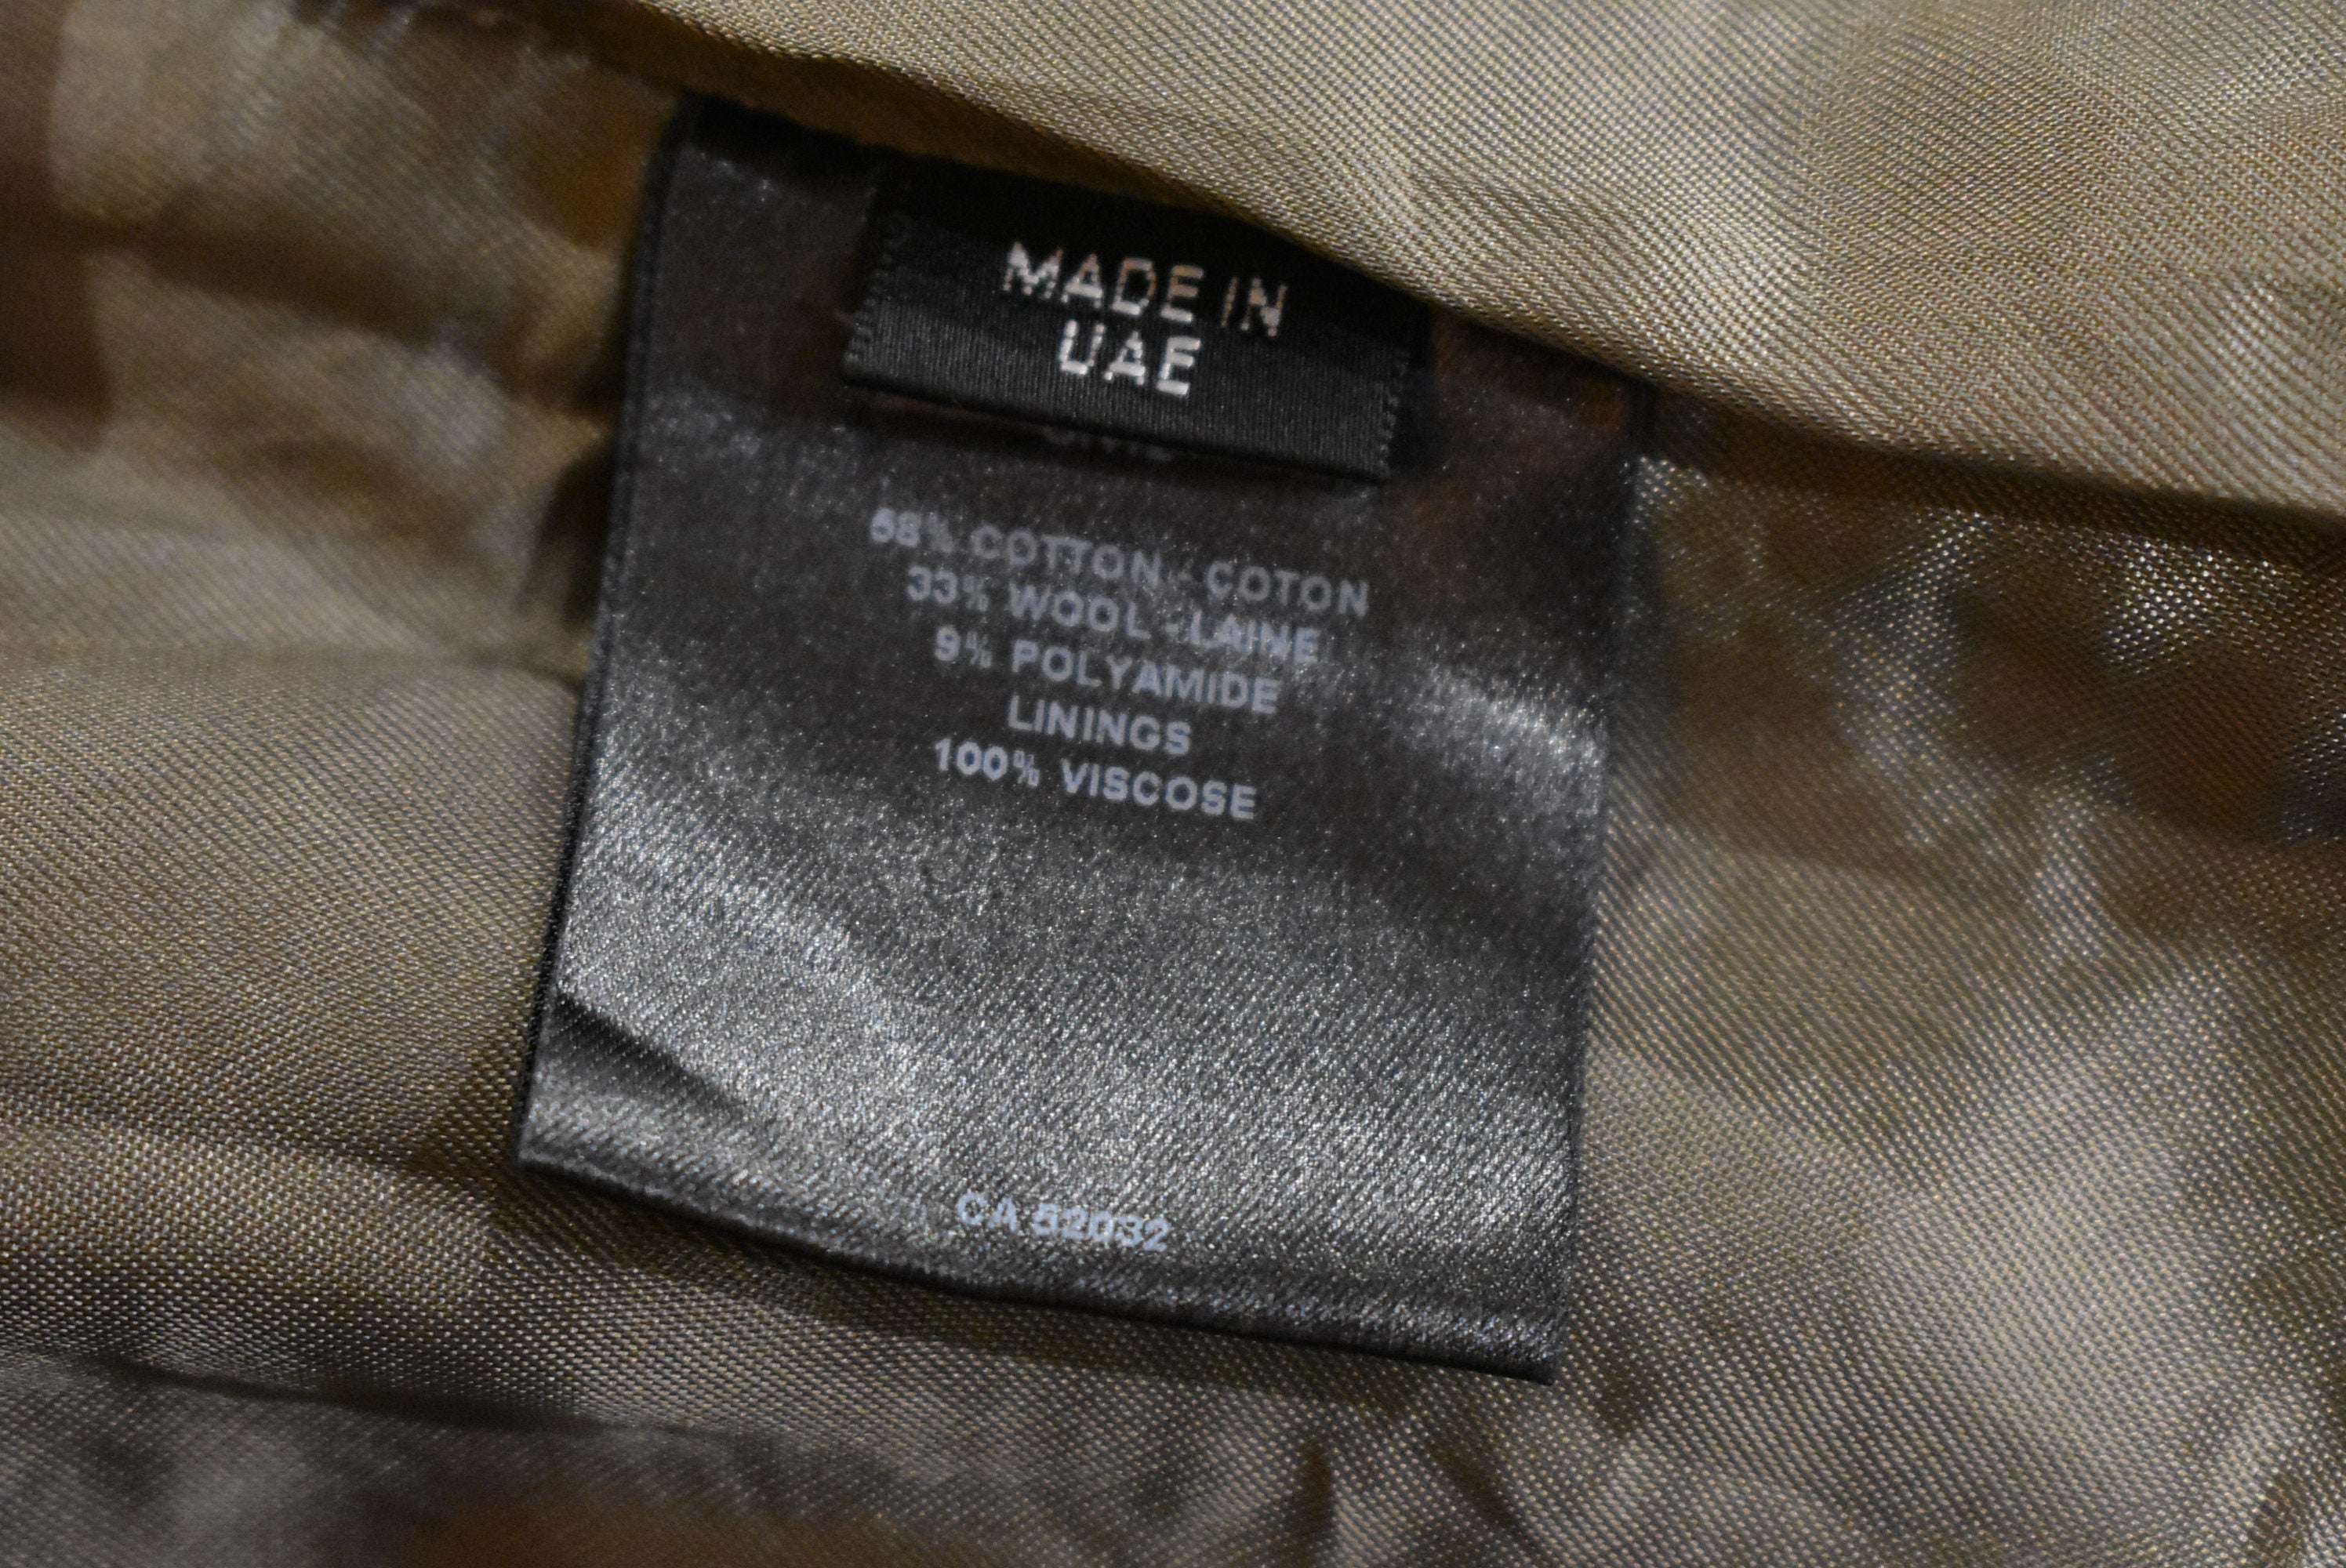 MADE IN
UAE
58% COTTON - COTON
33% WOOL - LAINE
9% POLYAMIDE
LININGS
100% VISCOSE
CA 52032